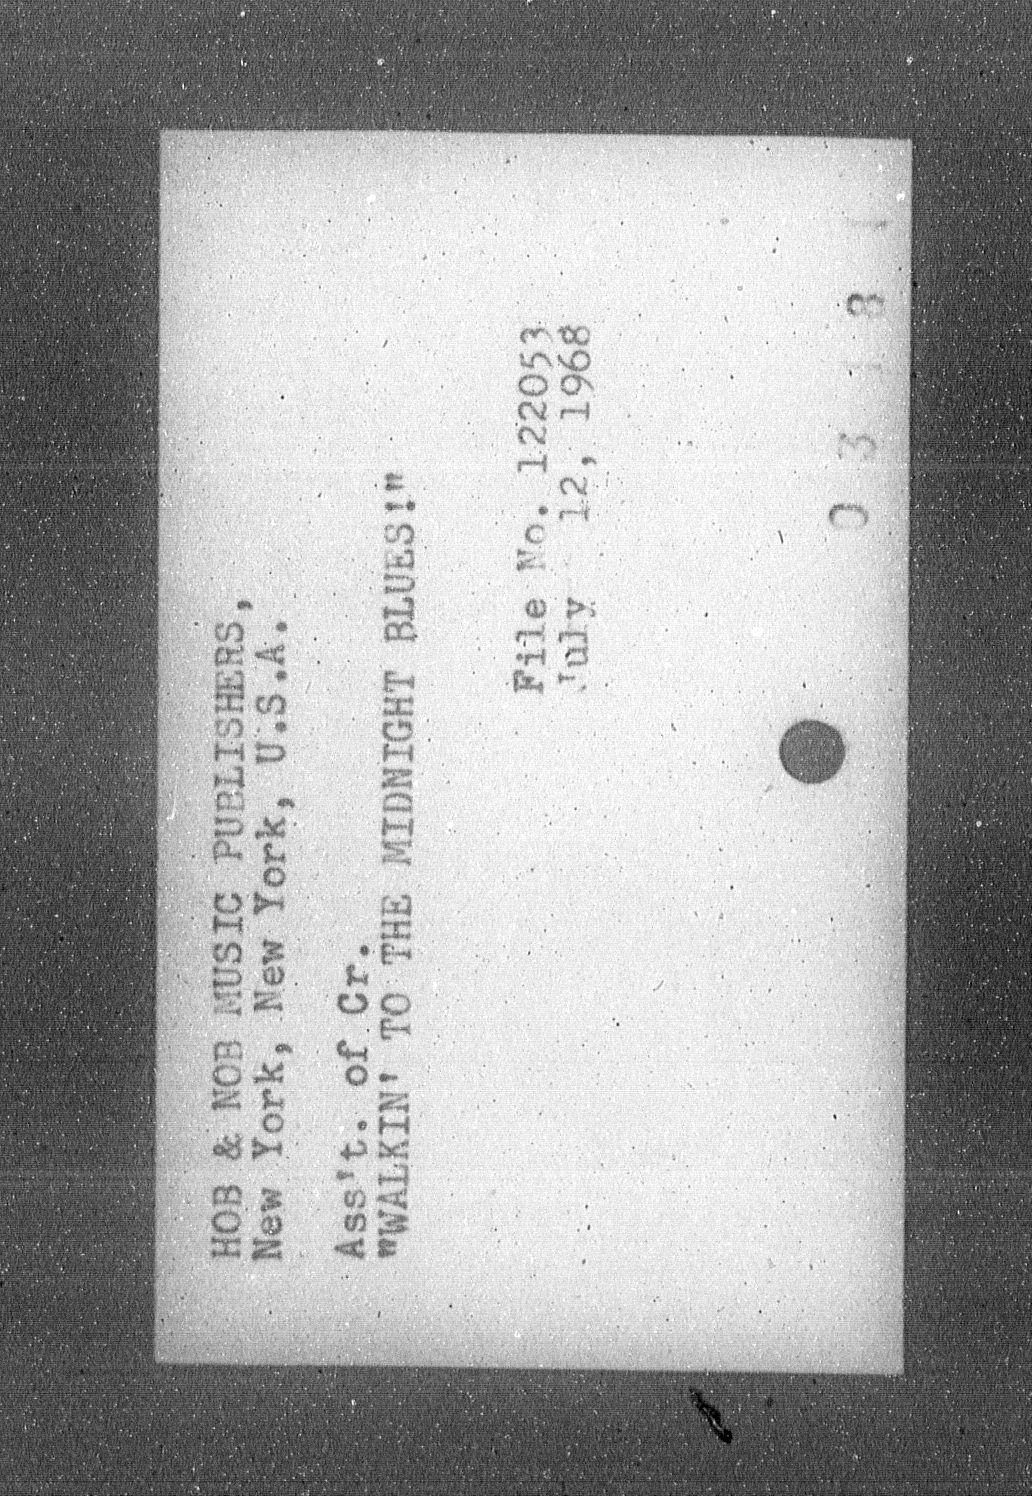 HOB & NOB MUSIC PUBLISHERS,
New York, New York, U.S.A.
Ass't. of Cr.
"WALKIN' TO THE MIDNIGHT BLUES!"
File No. 122053
July 12, 1968